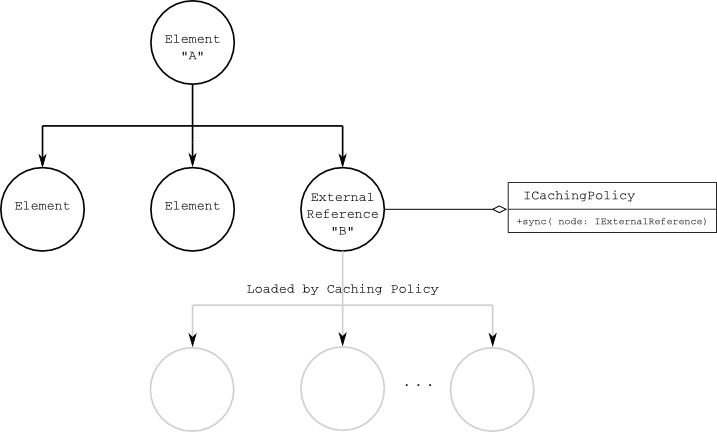 Element
"A"
Element
Element
External
Reference
"B"
ICachingPolicy
+sync( node: IExternalReference)
Loaded by Caching Policy
...